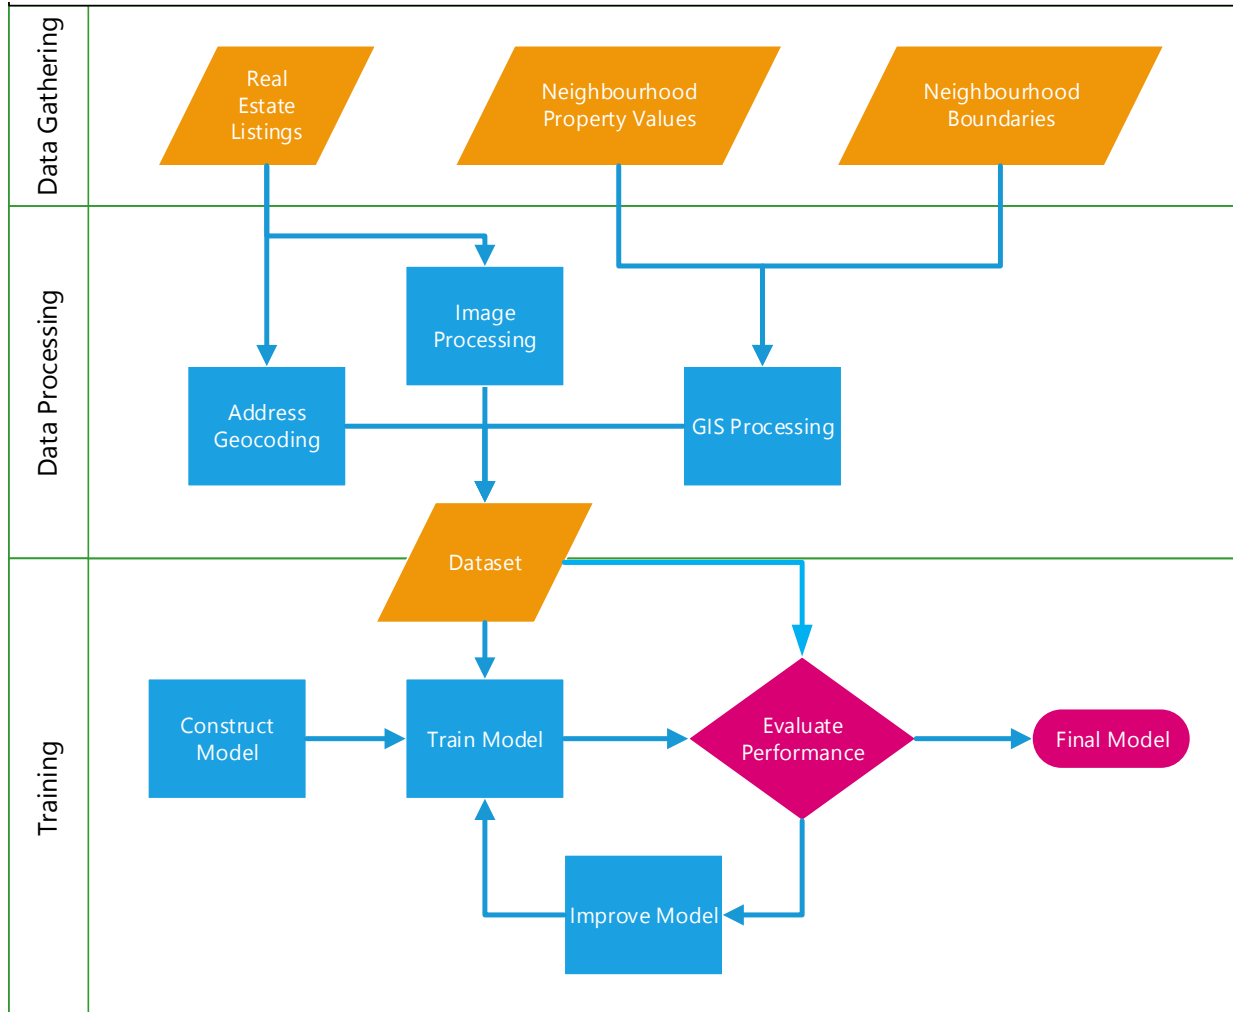 Data Gathering
Real
Estate
Listings
Neighbourhood
Property Values
Neighbourhood
Boundaries
Data Processing
Image
Processing
Address
Geocoding
GIS Processing
Dataset
Training
Construct
Model
Train Model
Evaluate
Performance
Final Model
Improve Model